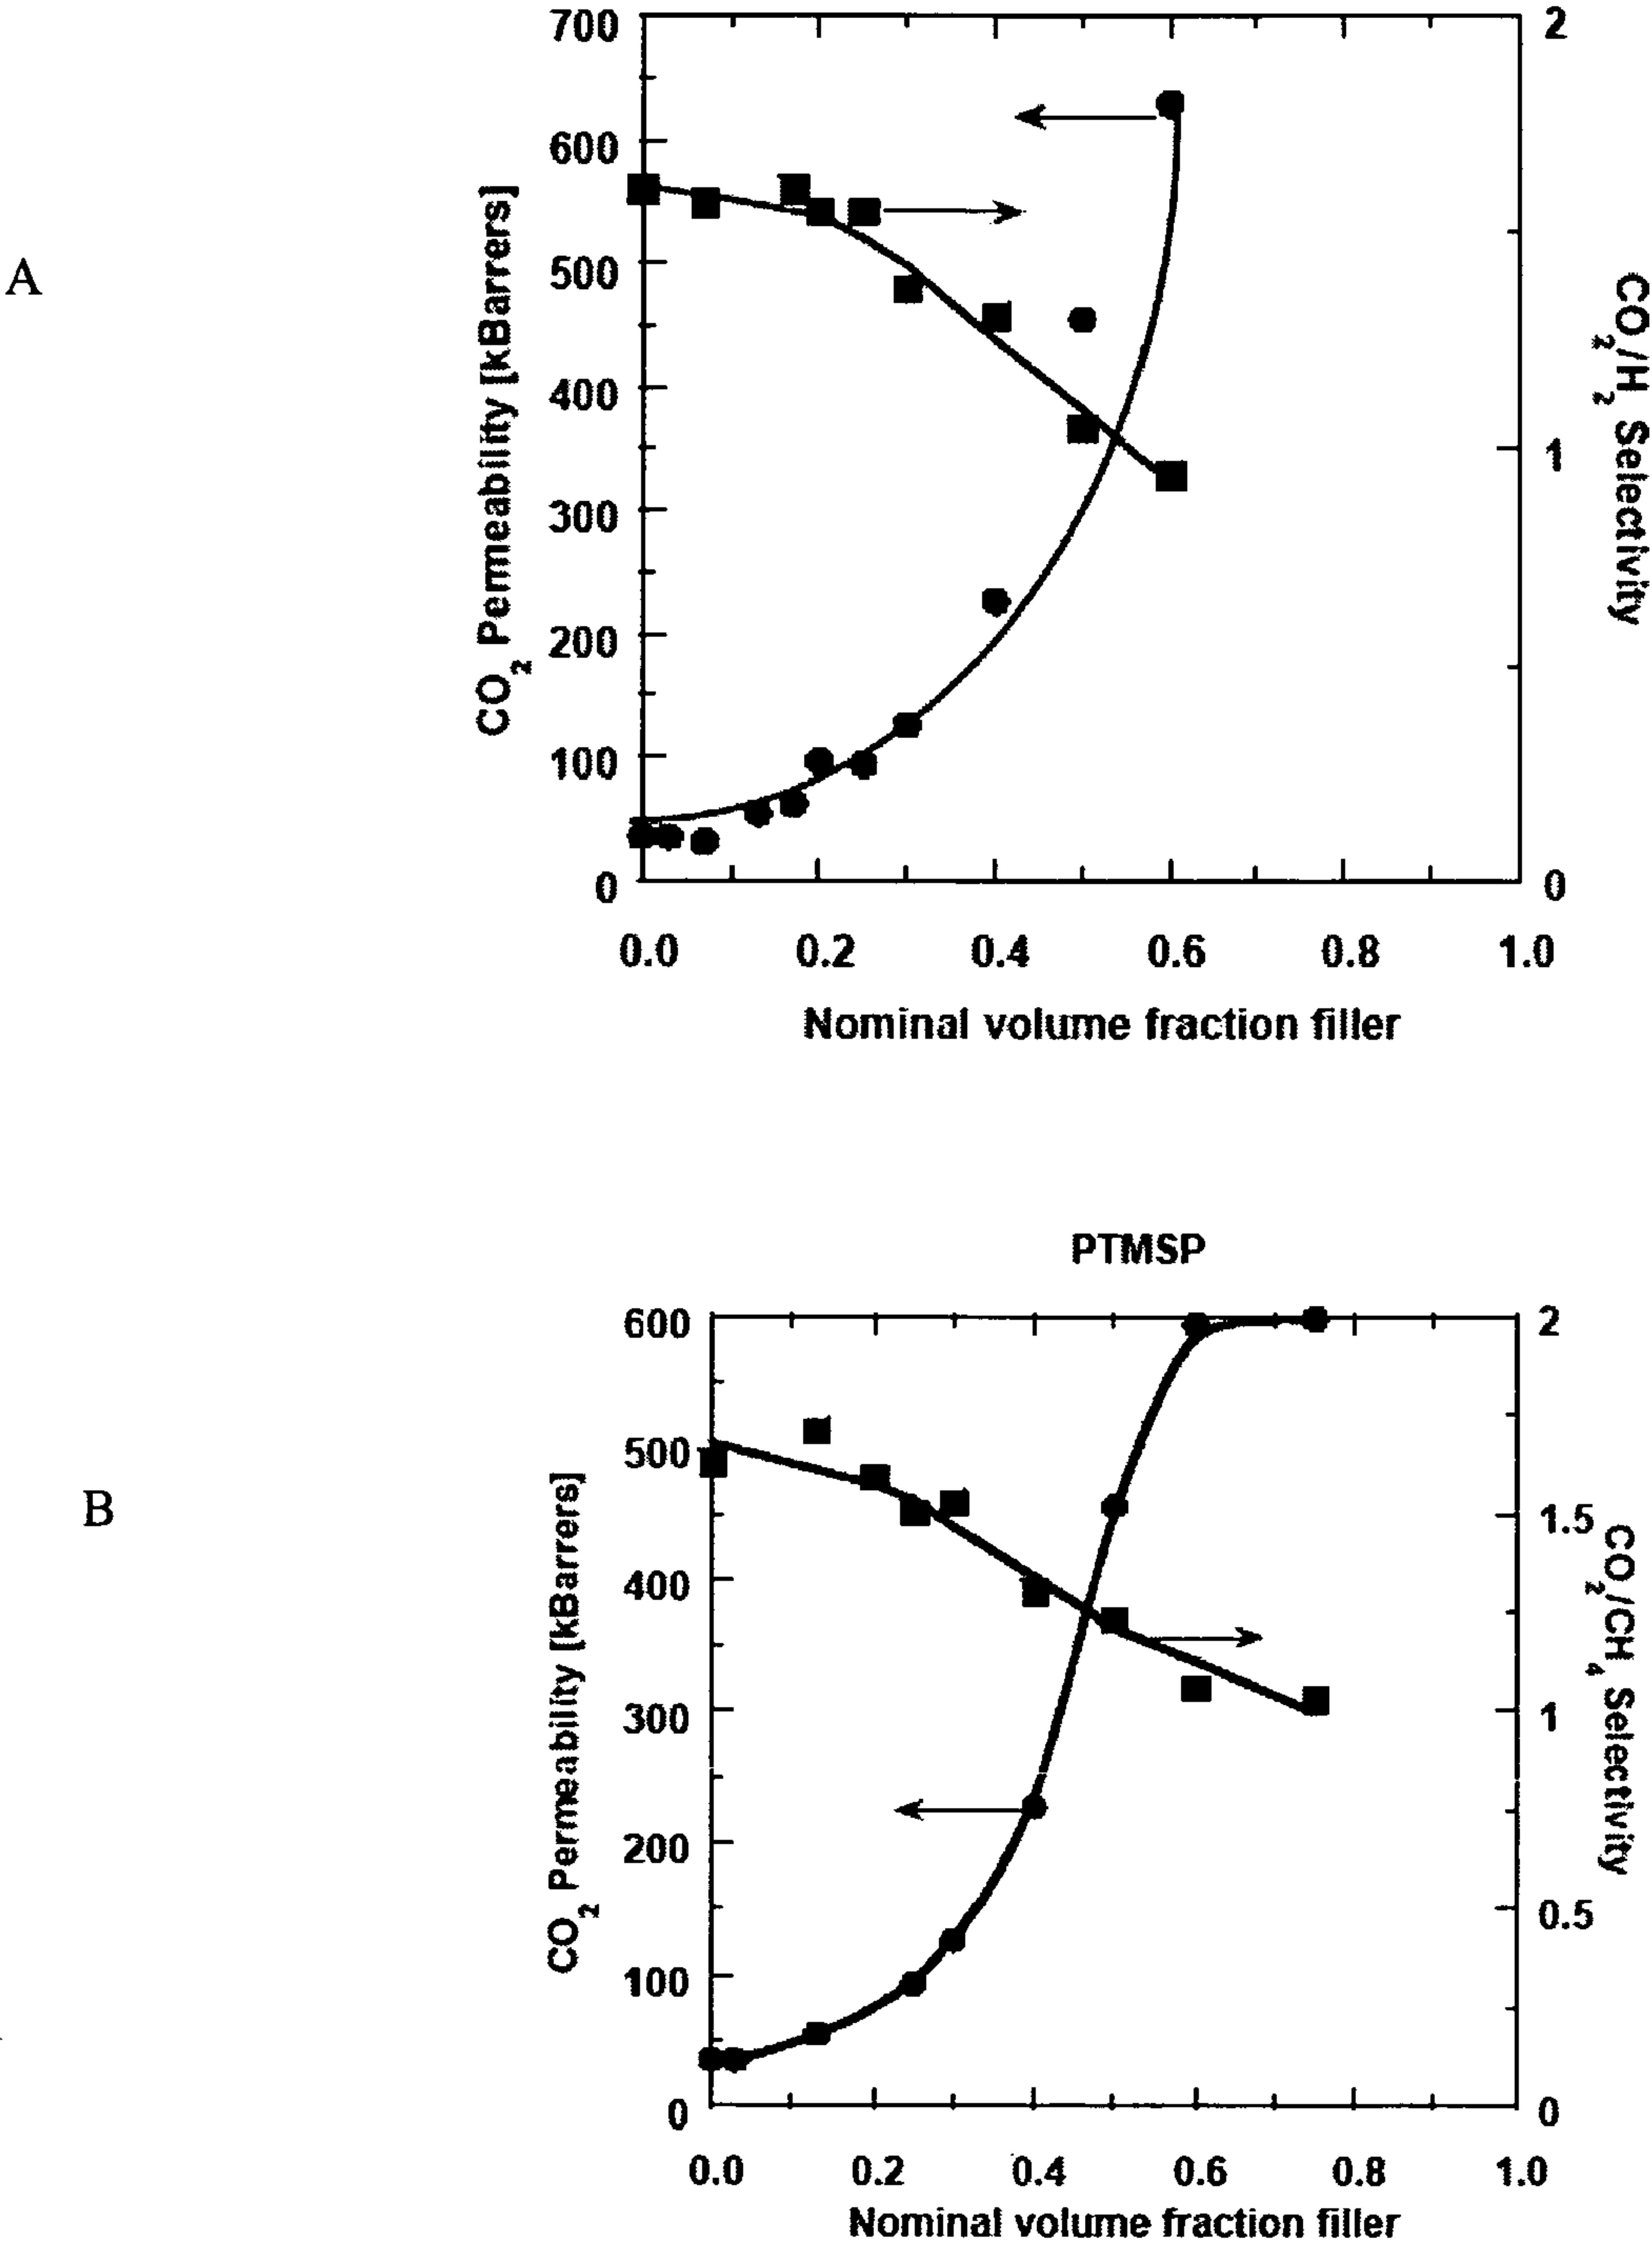 A
700
600
500
400
300
200
100
0
CO2 Permeability [kBarrers]
2
1
0
CO2/H2 Selectivity
0.0 0.2 0.4 0.6 0.8 1.0
Nominal volume fraction filler
PTMSP
B
600
500
400
300
200
100
0
CO2 Permeability [kBarrers]
2
1.5
1
0.5
0
CO2/CH4 Selectivity
0.0 0.2 0.4 0.6 0.8 1.0
Nominal volume fraction filler